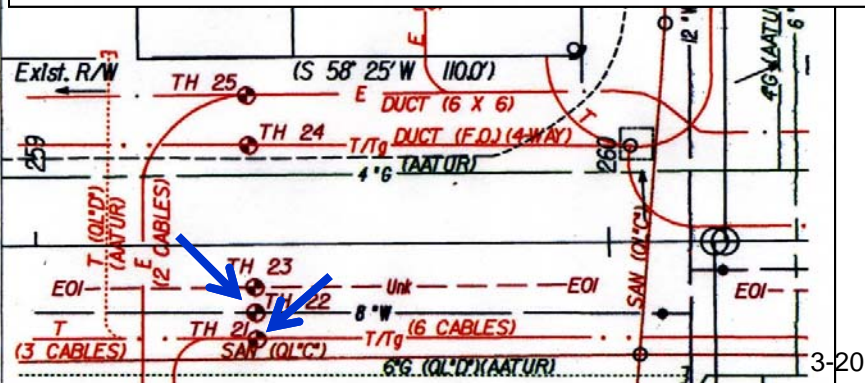 E
12 "W
4"G (AATUR)
6"
Exist. R/W
TH 25
(S 58° 25' W 110.0')
E
DUCT (6 X 6)
T
TH 24
T/Tg
DUCT (F.O.) (4-WAY)
259
260
4 "G
(AATUR)
T (QL"D")
(AATUR)
E
(2 CABLES)
SAN (QL"C")
TH 23
EOI
Unk
EOI
EOI
TH 22
8 "W
T
TH 21
T/Tg
(6 CABLES)
(3 CABLES)
SAN (QL"C")
6"G (QL"D")(AATUR)
3-20